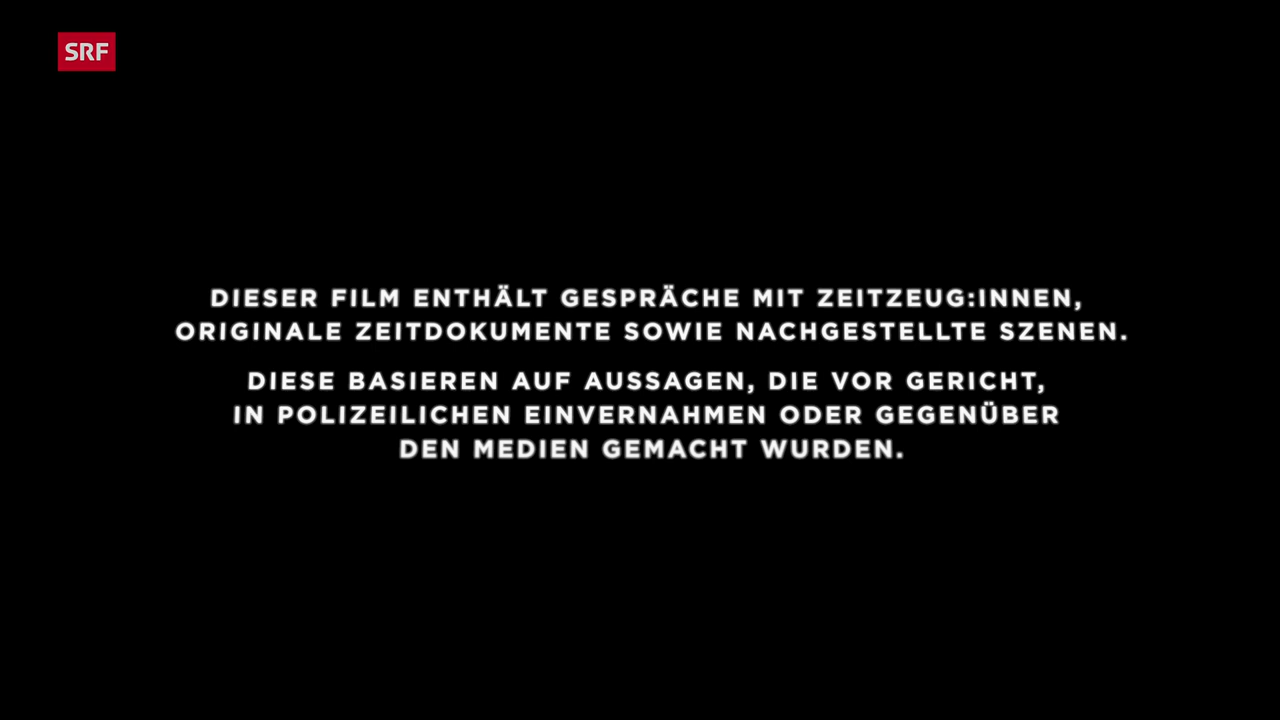 SRF
DIESER FILM ENTHÄLT GESPRÄCHE MIT ZEITZEUG:INNEN,
ORIGINALE ZEITDOKUMENTE SOWIE NACHGESTELLTE SZENEN.
DIESE BASIEREN AUF AUSSAGEN, DIE VOR GERICHT,
IN POLIZEILICHEN EINVERNAHMEN ODER GEGENÜBER
DEN MEDIEN GEMACHT WURDEN.